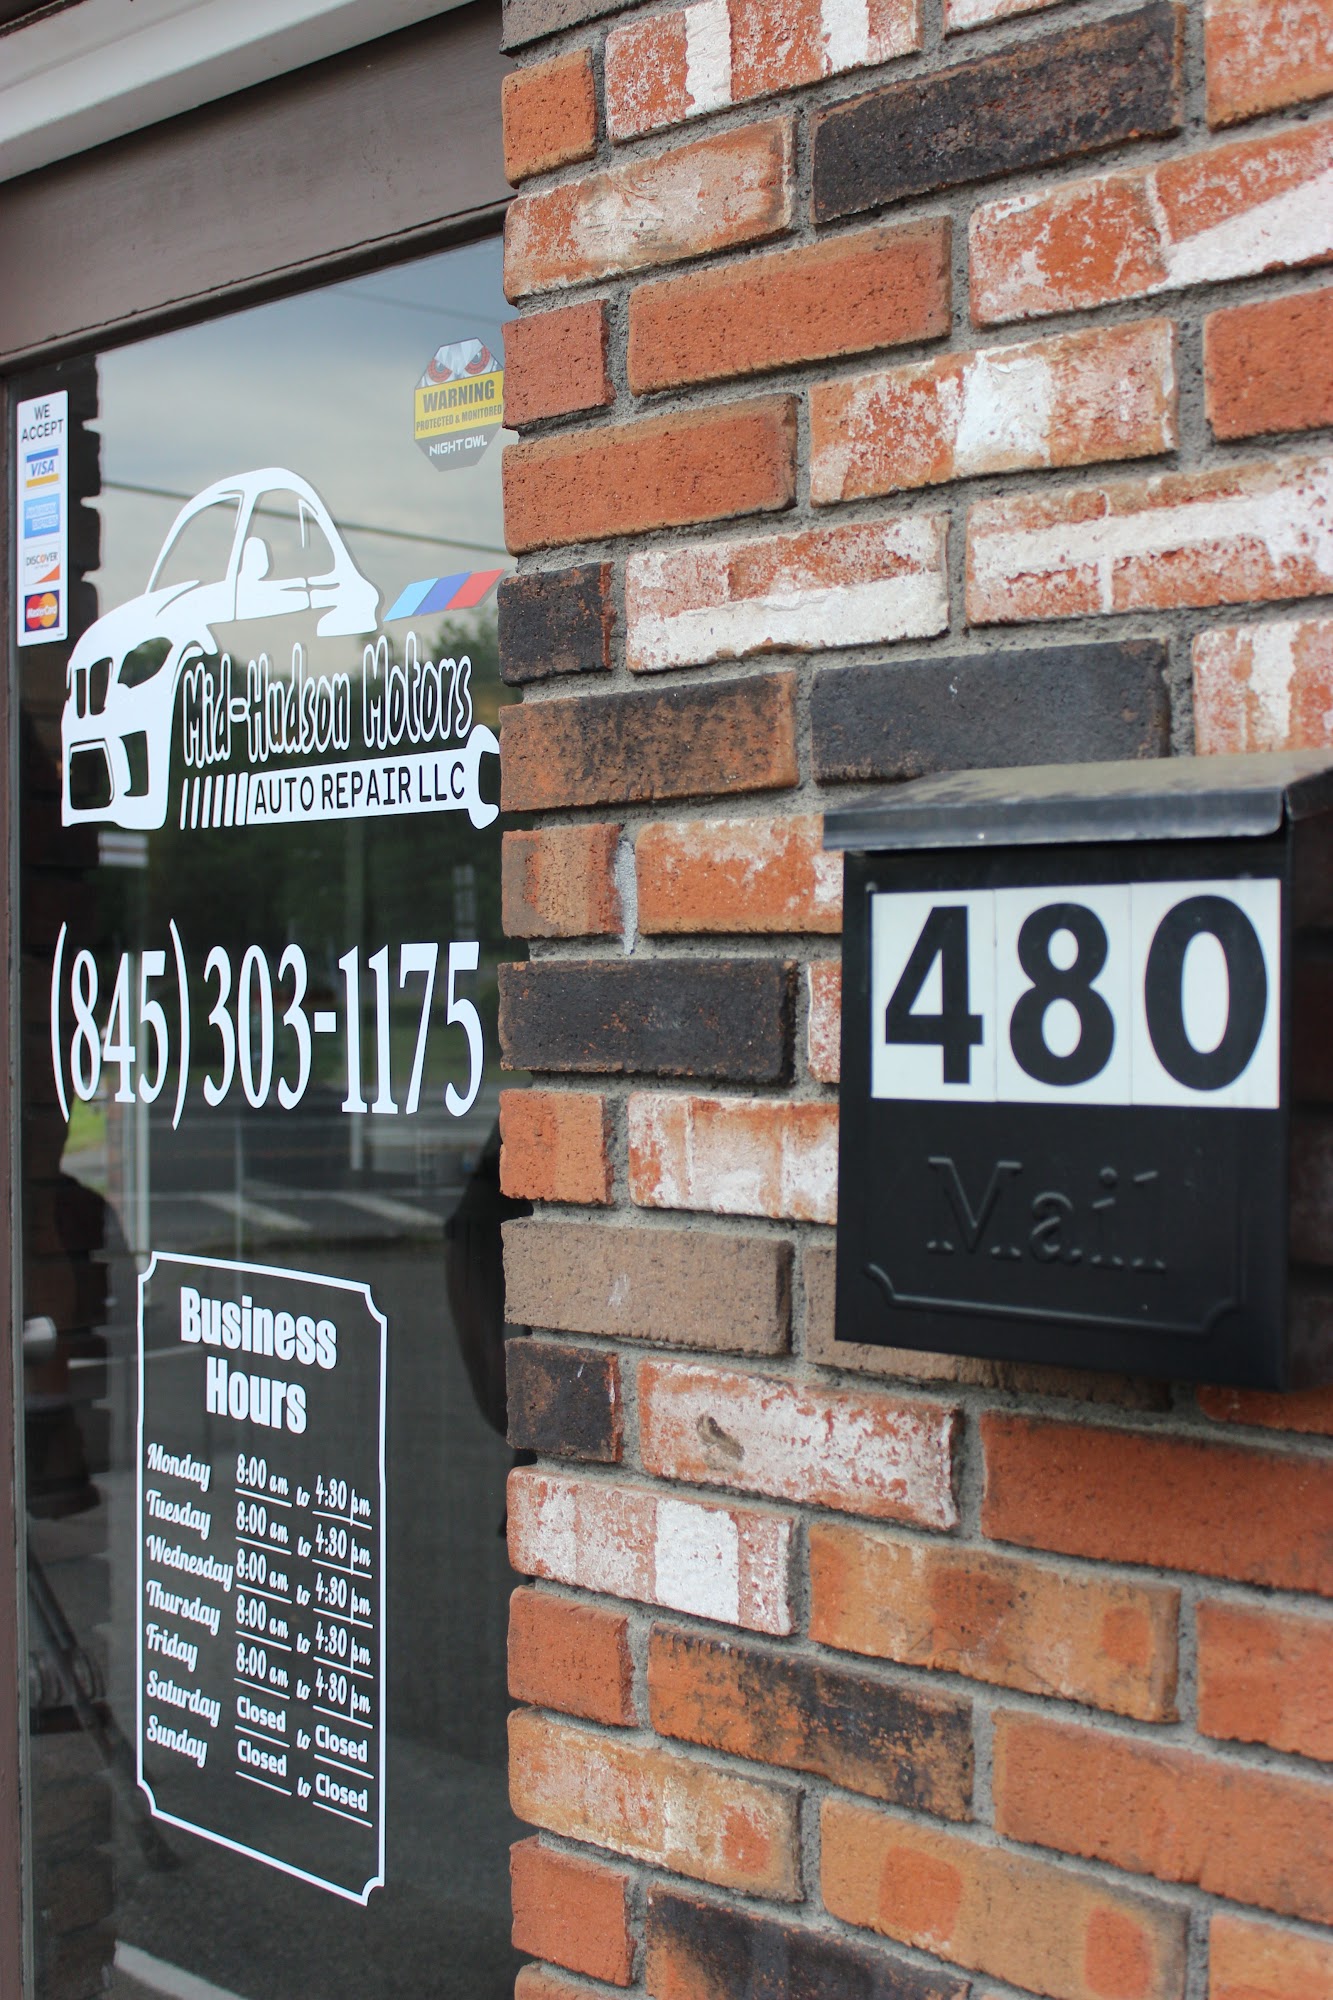 WE
ACCEPT
VISA
AMERICAN
EXPRESS
DISCOVER
MasterCard
WARNING
PROTECTED & MONITORED
NIGHT OWL
Mid-Hudson Motors
AUTO REPAIR LLC
(845) 303-1175
480
Mail
Business
Hours
Monday 8:00 am to 4:30 pm
Tuesday 8:00 am to 4:30 pm
Wednesday 8:00 am to 4:30 pm
Thursday 8:00 am to 4:30 pm
Friday 8:00 am to 4:30 pm
Saturday Closed to Closed
Sunday Closed to Closed